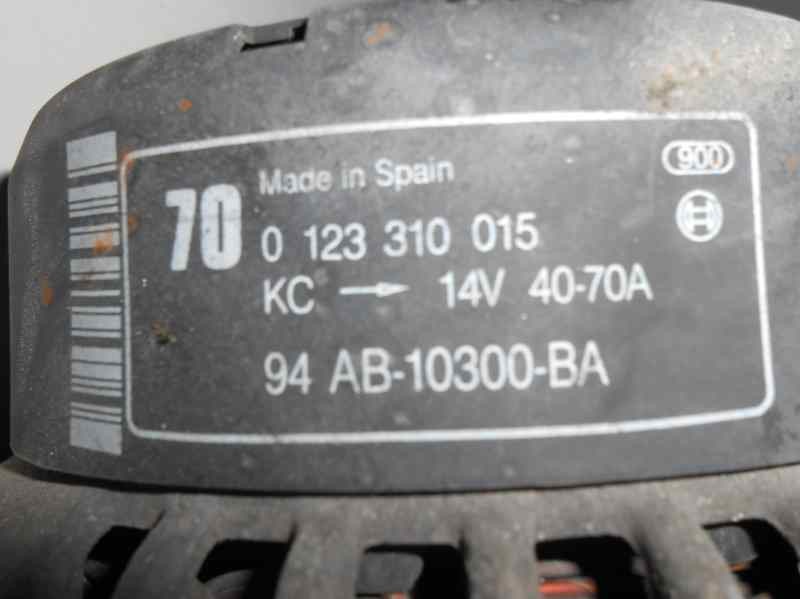 70
Made in Spain
900
0 123 310 015
KC → 14V 40-70A
94 AB-10300-BA